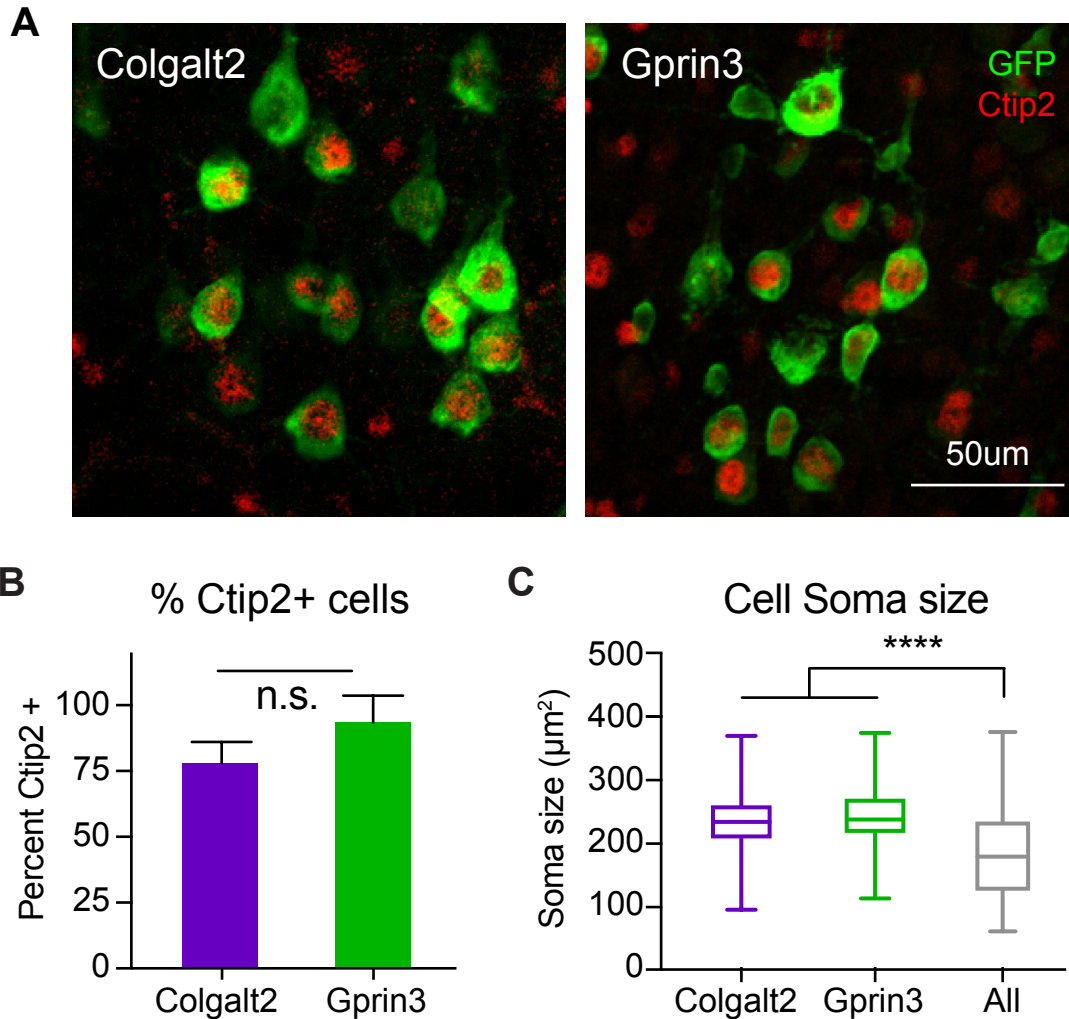 A
Colgalt2
Gprin3
GFP
Ctip2
50um
B
% Ctip2+ cells
Percent Ctip2 +
100
75
50
25
0
n.s.
Colgalt2
Gprin3
C
Cell Soma size
Soma size (µm²)
500
400
300
200
100
0
****
Colgalt2
Gprin3
All